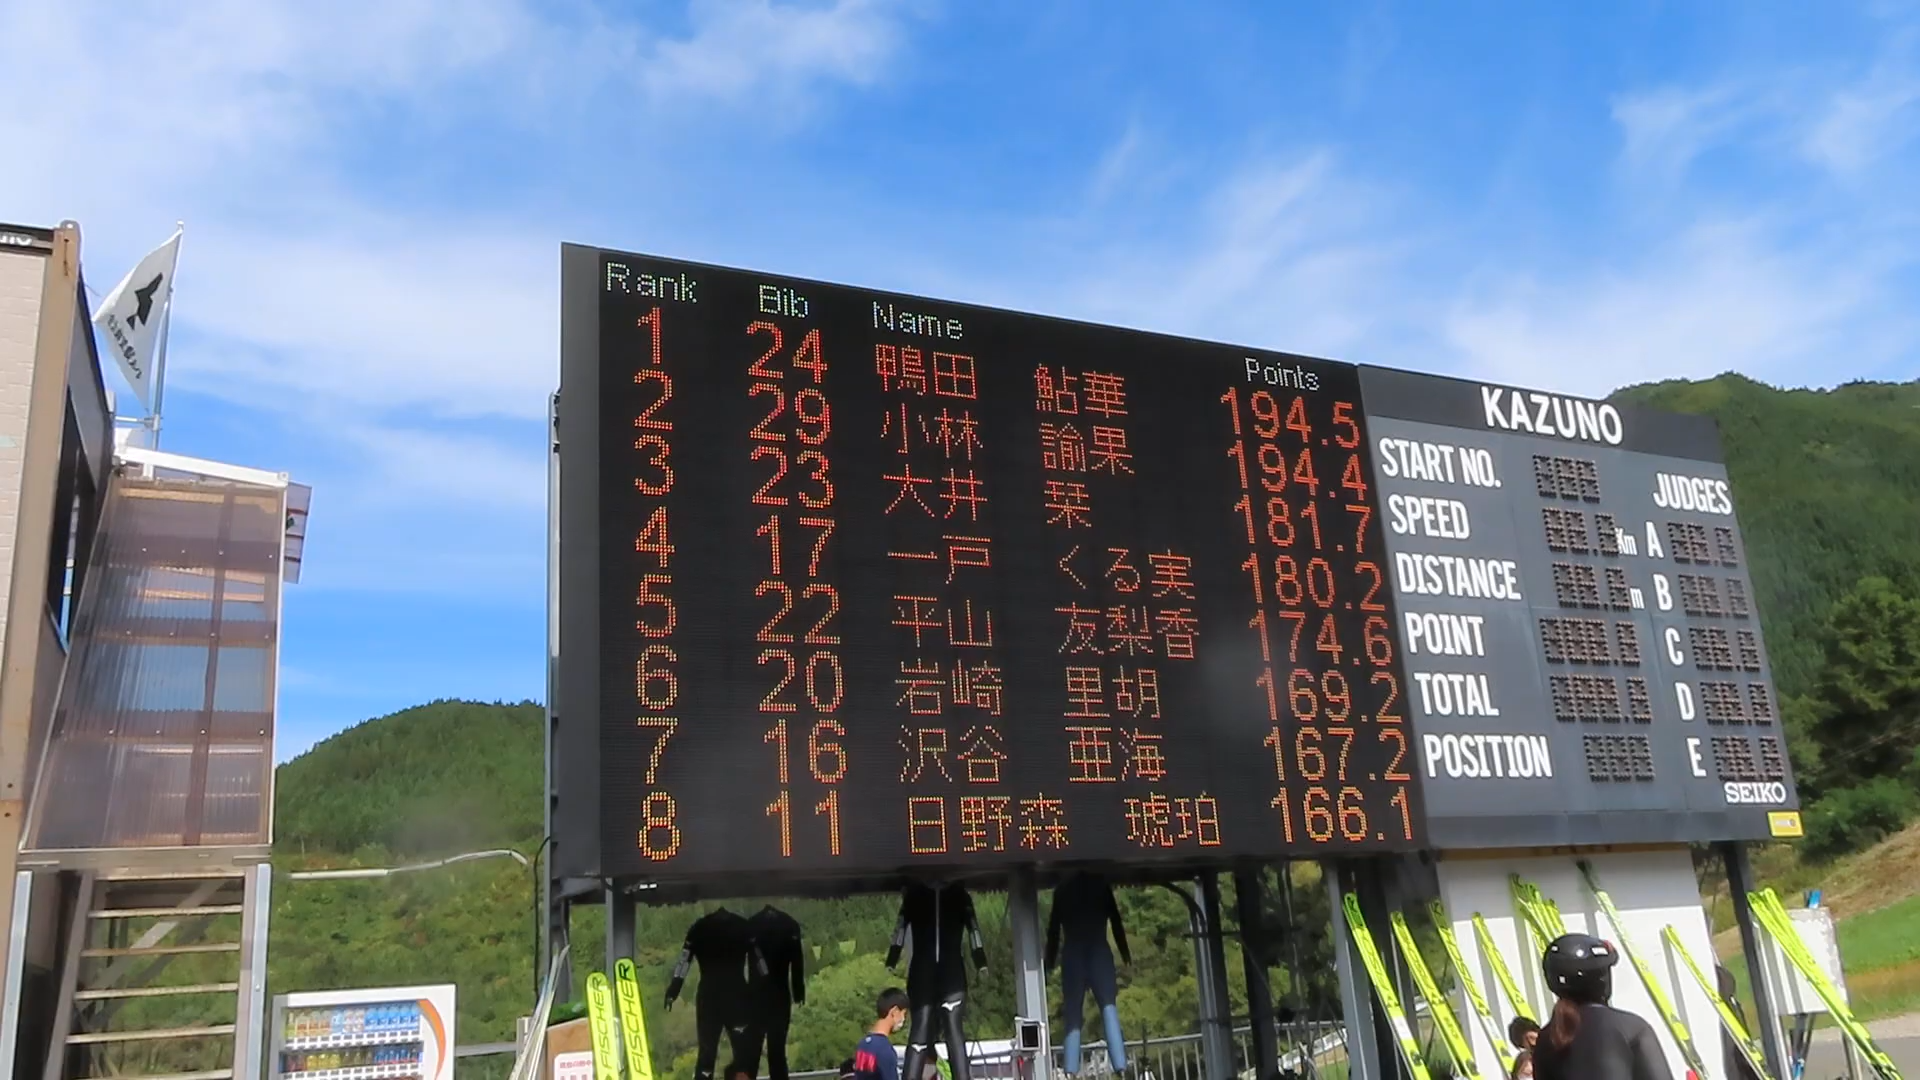 Rank Bib Name Points
1 24 鴨田 鮎華 194.5
2 29 小林 諭果 194.4
3 23 大井 栞 181.7
4 17 一戸 くる実 180.2
5 22 平山 友梨香 174.6
6 20 岩崎 里胡 169.2
7 16 沢谷 亜海 167.2
8 11 日野森 琥珀 166.1
KAZUNO
START NO.
JUDGES
SPEED Km A
DISTANCE m B
POINT C
TOTAL D
POSITION E
SEIKO
FISCHER
FISCHER